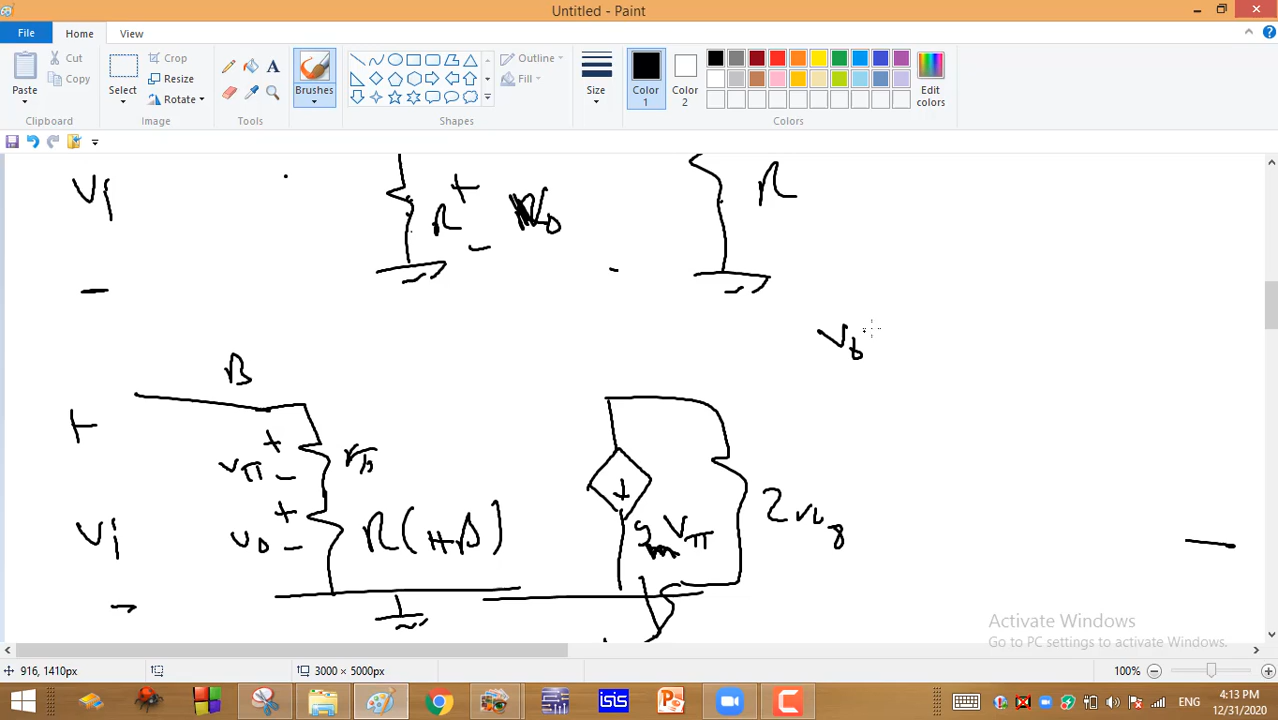 Untitled - Paint
File Home View
Cut
Copy
Paste
Clipboard
Select
Crop
Resize
Rotate
Image
Tools
A
Brushes
Shapes
Outline
Fill
Size
Color 1
Color 2
Edit colors
Colors
Vi
R
+
-
R
-
Vb
B
+
+
Vπ
-
rπ
+
Vi
-
R(1+β)
gmVπ
-
Activate Windows
Go to PC settings to activate Windows.
916, 1410px
3000 × 5000px
100%
isis
ENG
4:13 PM
12/31/2020